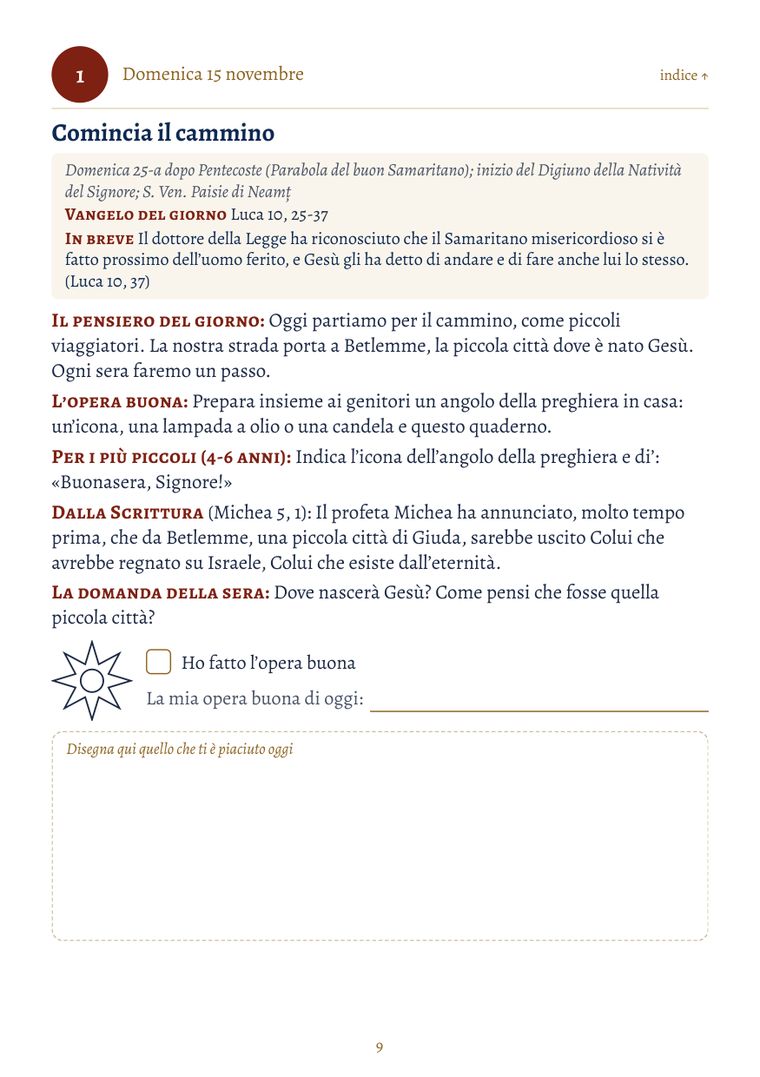 1
Domenica 15 novembre
indice ↑
Comincia il cammino
Domenica 25-a dopo Pentecoste (Parabola del buon Samaritano); inizio del Digiuno della Natività
del Signore; S. Ven. Paisie di Neamț
Vangelo del giorno Luca 10, 25-37
In breve Il dottore della Legge ha riconosciuto che il Samaritano misericordioso si è
fatto prossimo dell’uomo ferito, e Gesù gli ha detto di andare e di fare anche lui lo stesso.
(Luca 10, 37)
Il pensiero del giorno: Oggi partiamo per il cammino, come piccoli
viaggiatori. La nostra strada porta a Betlemme, la piccola città dove è nato Gesù.
Ogni sera faremo un passo.
L’opera buona: Prepara insieme ai genitori un angolo della preghiera in casa:
un’icona, una lampada a olio o una candela e questo quaderno.
Per i più piccoli (4-6 anni): Indica l’icona dell’angolo della preghiera e di’:
«Buonasera, Signore!»
Dalla Scrittura (Michea 5, 1): Il profeta Michea ha annunciato, molto tempo
prima, che da Betlemme, una piccola città di Giuda, sarebbe uscito Colui che
avrebbe regnato su Israele, Colui che esiste dall’eternità.
La domanda della sera: Dove nascerà Gesù? Come pensi che fosse quella
piccola città?
Ho fatto l’opera buona
La mia opera buona di oggi:
Disegna qui quello che ti è piaciuto oggi
9